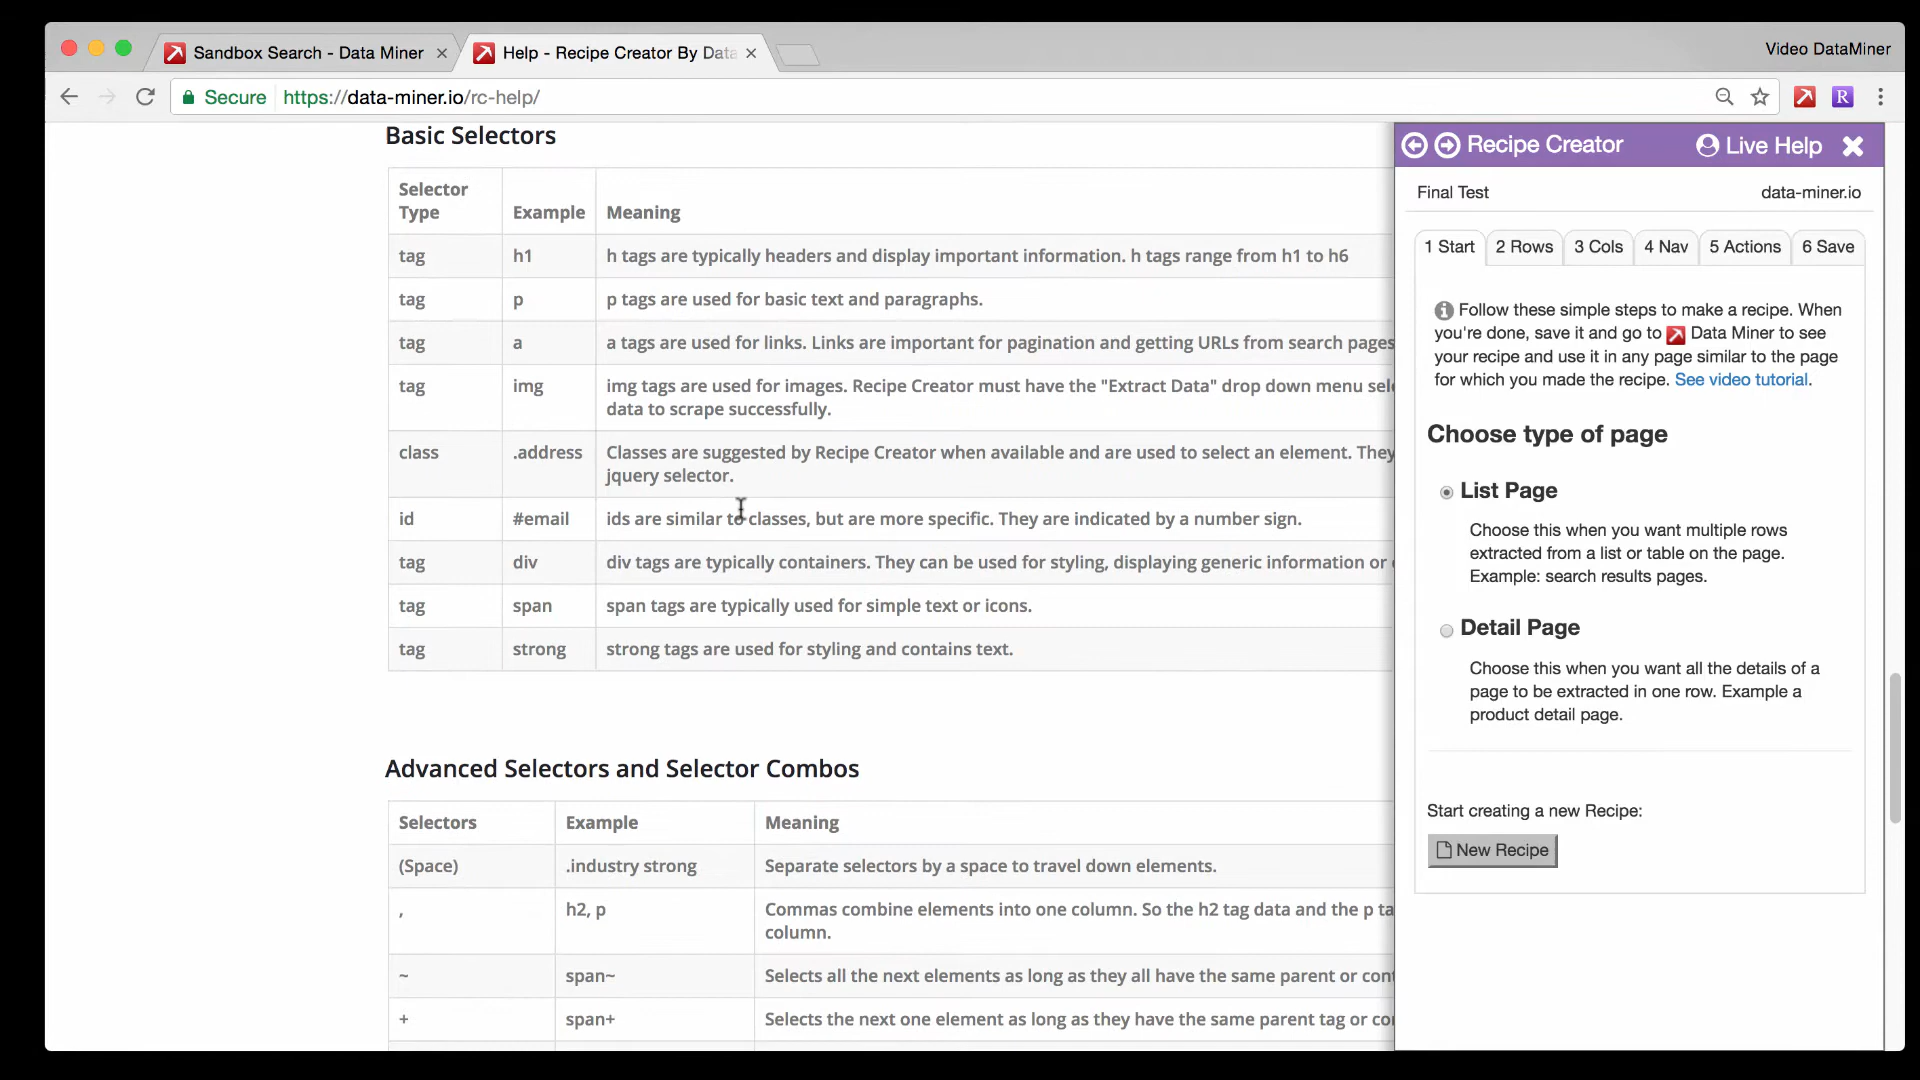 Sandbox Search - Data Miner
Help - Recipe Creator By Data
Video DataMiner
Secure
https://data-miner.io/rc-help/
R
Basic Selectors
Selector Type Example Meaning
tag h1 h tags are typically headers and display important information. h tags range from h1 to h6
tag p p tags are used for basic text and paragraphs.
tag a a tags are used for links. Links are important for pagination and getting URLs from search pages
tag img img tags are used for images. Recipe Creator must have the "Extract Data" drop down menu sel
data to scrape successfully.
class .address Classes are suggested by Recipe Creator when available and are used to select an element. They
jquery selector.
id #email ids are similar to classes, but are more specific. They are indicated by a number sign.
tag div div tags are typically containers. They can be used for styling, displaying generic information or
tag span span tags are typically used for simple text or icons.
tag strong strong tags are used for styling and contains text.
Advanced Selectors and Selector Combos
Selectors Example Meaning
(Space) .industry strong Separate selectors by a space to travel down elements.
, h2, p Commas combine elements into one column. So the h2 tag data and the p ta
column.
~ span~ Selects all the next elements as long as they all have the same parent or cont
+ span+ Selects the next one element as long as they have the same parent tag or co
Recipe Creator
Live Help
Final Test
data-miner.io
1 Start 2 Rows 3 Cols 4 Nav 5 Actions 6 Save
Follow these simple steps to make a recipe. When
you're done, save it and go to Data Miner to see
your recipe and use it in any page similar to the page
for which you made the recipe. See video tutorial.
Choose type of page
List Page
Choose this when you want multiple rows
extracted from a list or table on the page.
Example: search results pages.
Detail Page
Choose this when you want all the details of a
page to be extracted in one row. Example a
product detail page.
Start creating a new Recipe:
New Recipe